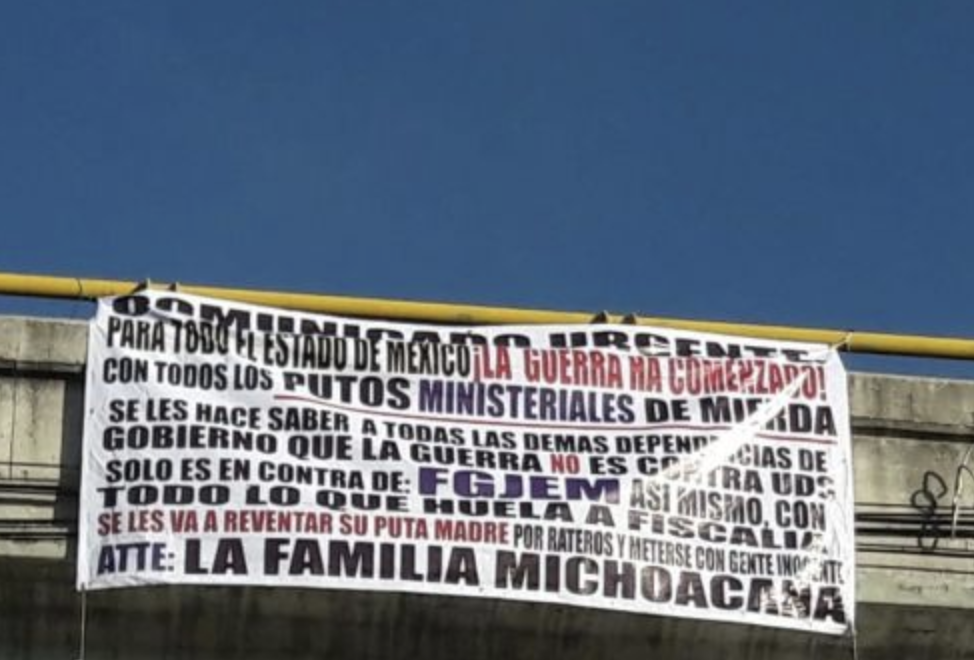 COMUNICADO URGENTE
PARA TODO EL ESTADO DE MEXICO ¡LA GUERRA HA COMENZADO!
CON TODOS LOS PUTOS MINISTERIALES DE MIERDA
SE LES HACE SABER A TODAS LAS DEMAS DEPENDENCIAS DE
GOBIERNO QUE LA GUERRA NO ES CONTRA UDS
SOLO ES EN CONTRA DE: FGJEM ASI MISMO, CON
TODO LO QUE HUELA A FISCALIA
SE LES VA A REVENTAR SU PUTA MADRE POR RATEROS Y METERSE CON GENTE INOCENTE
ATTE: LA FAMILIA MICHOACANA